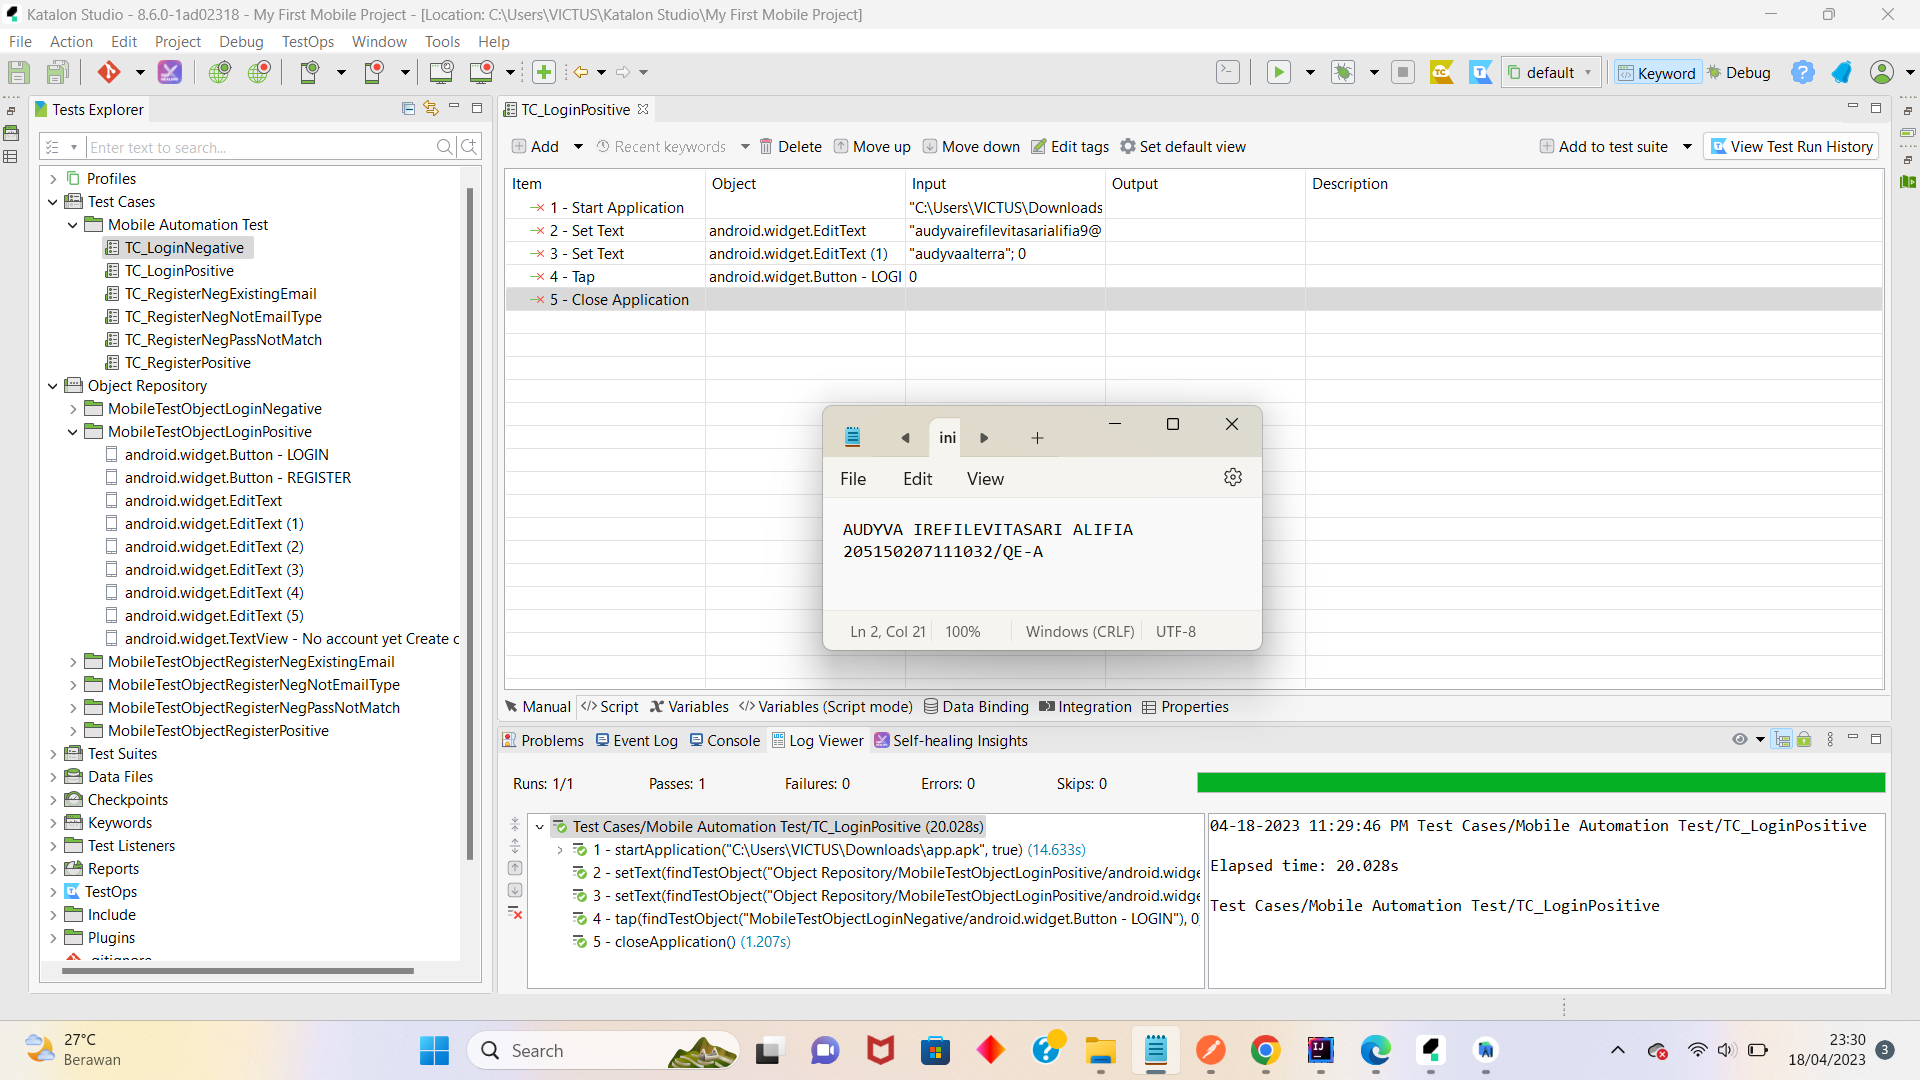 Katalon Studio - 8.6.0-1ad02318 - My First Mobile Project - [Location: C:\Users\VICTUS\Katalon Studio\My First Mobile Project]
File Action Edit Project Debug TestOps Window Tools Help
default Keyword Debug
Tests Explorer
Enter text to search...
Profiles
Test Cases
Mobile Automation Test
TC_LoginNegative
TC_LoginPositive
TC_RegisterNegExistingEmail
TC_RegisterNegNotEmailType
TC_RegisterNegPassNotMatch
TC_RegisterPositive
Object Repository
MobileTestObjectLoginNegative
MobileTestObjectLoginPositive
android.widget.Button - LOGIN
android.widget.Button - REGISTER
android.widget.EditText
android.widget.EditText (1)
android.widget.EditText (2)
android.widget.EditText (3)
android.widget.EditText (4)
android.widget.EditText (5)
android.widget.TextView - No account yet Create c
MobileTestObjectRegisterNegExistingEmail
MobileTestObjectRegisterNegNotEmailType
MobileTestObjectRegisterNegPassNotMatch
MobileTestObjectRegisterPositive
Test Suites
Data Files
Checkpoints
Keywords
Test Listeners
Reports
TestOps
Include
Plugins
.gitignore
TC_LoginPositive
Add Recent keywords Delete Move up Move down Edit tags Set default view Add to test suite View Test Run History
Item Object Input Output Description
1 - Start Application "C:\Users\VICTUS\Downloads
2 - Set Text android.widget.EditText "audyvairefilevitasarialifia9@
3 - Set Text android.widget.EditText (1) "audyvaalterra"; 0
4 - Tap android.widget.Button - LOGI 0
5 - Close Application
ini
File Edit View
AUDYVA IREFILEVITASARI ALIFIA
205150207111032/QE-A
Ln 2, Col 21 100% Windows (CRLF) UTF-8
Manual Script Variables Variables (Script mode) Data Binding Integration Properties
Problems Event Log Console Log Viewer Self-healing Insights
Runs: 1/1 Passes: 1 Failures: 0 Errors: 0 Skips: 0
Test Cases/Mobile Automation Test/TC_LoginPositive (20.028s)
1 - startApplication("C:\Users\VICTUS\Downloads\app.apk", true) (14.633s)
2 - setText(findTestObject("Object Repository/MobileTestObjectLoginPositive/android.widge
3 - setText(findTestObject("Object Repository/MobileTestObjectLoginPositive/android.widge
4 - tap(findTestObject("MobileTestObjectLoginNegative/android.widget.Button - LOGIN"), 0
5 - closeApplication() (1.207s)
04-18-2023 11:29:46 PM Test Cases/Mobile Automation Test/TC_LoginPositive
Elapsed time: 20.028s
Test Cases/Mobile Automation Test/TC_LoginPositive
27°C
Berawan
Search
23:30
18/04/2023
3